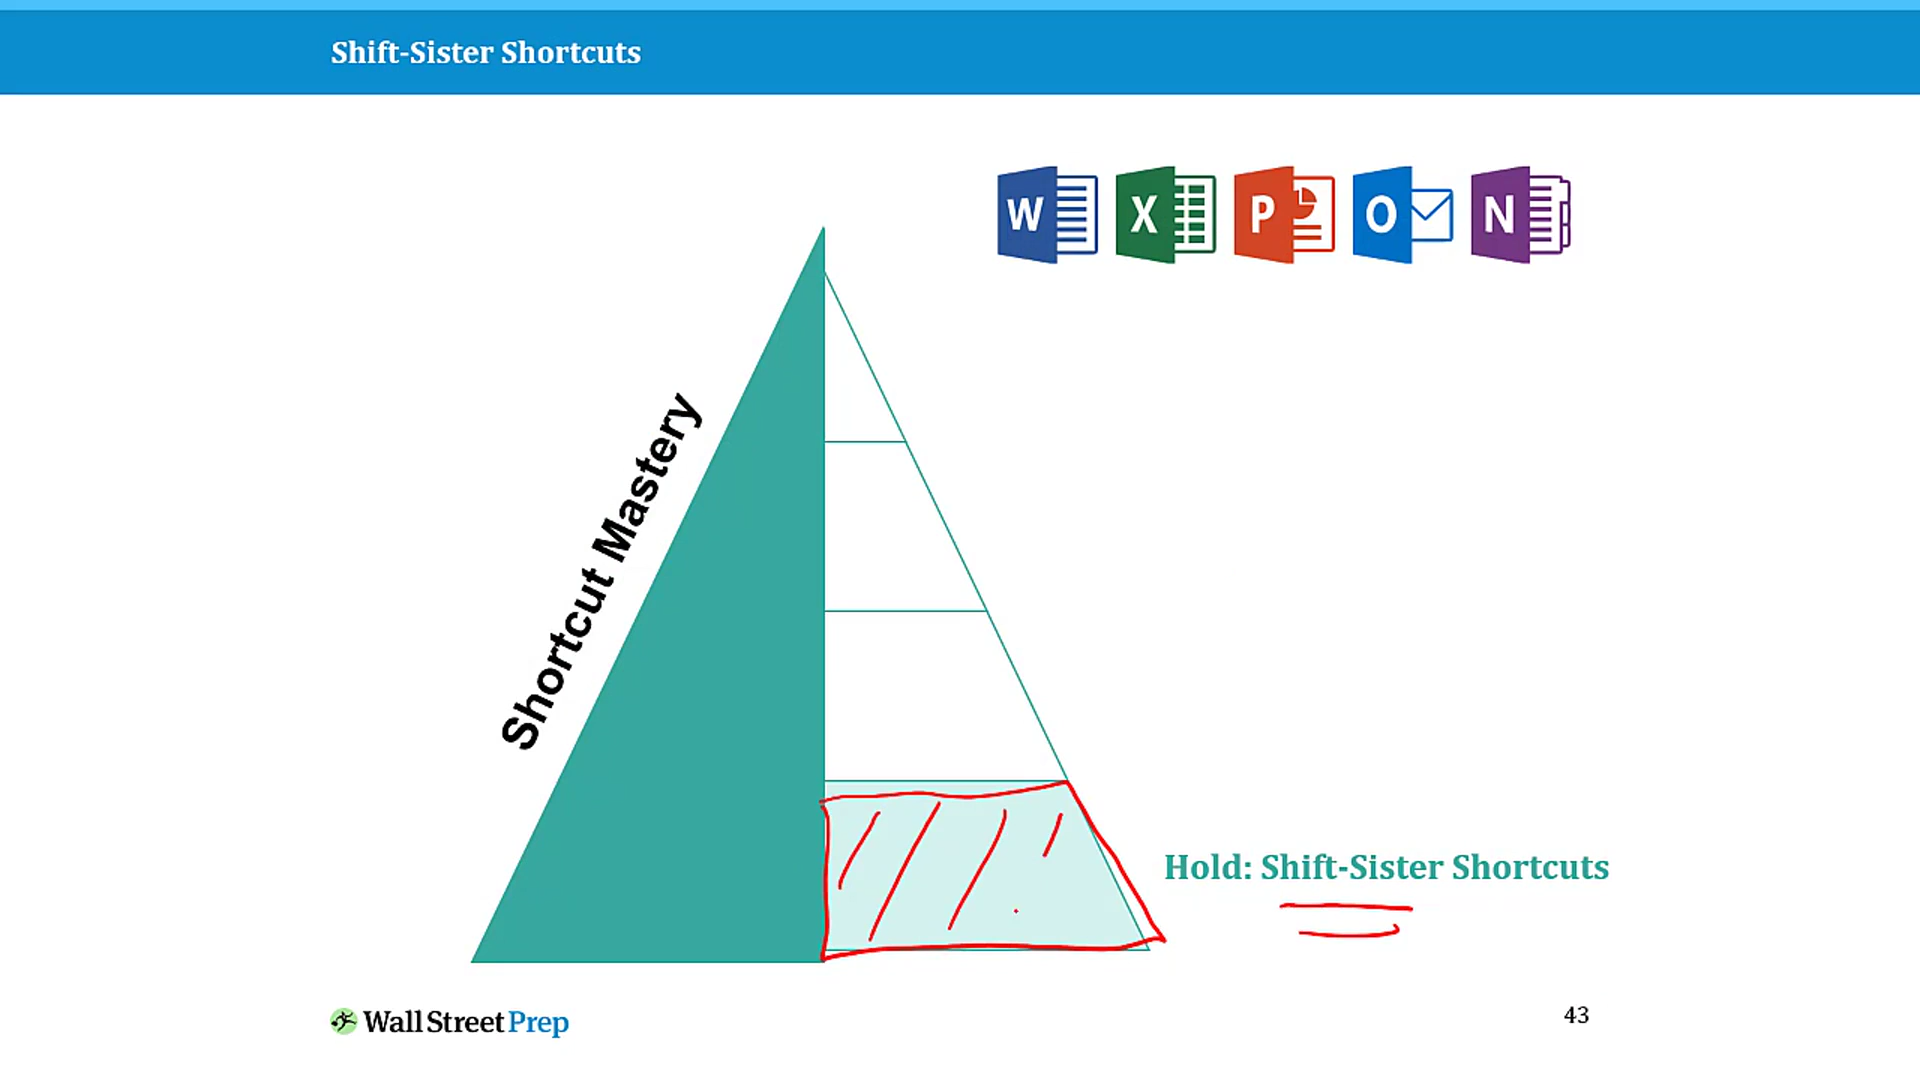 Shift-Sister Shortcuts
W X P O N
Shortcut Mastery
Hold: Shift-Sister Shortcuts
Wall Street Prep
43